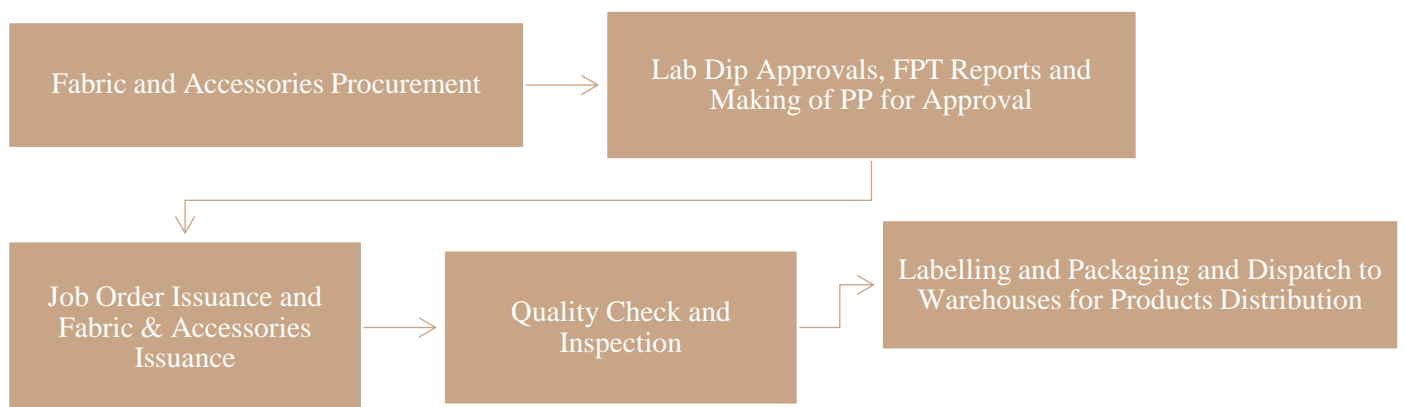 Fabric and Accessories Procurement
Lab Dip Approvals, FPT Reports and
Making of PP for Approval
Job Order Issuance and
Fabric & Accessories
Issuance
Quality Check and
Inspection
Labelling and Packaging and Dispatch to
Warehouses for Products Distribution